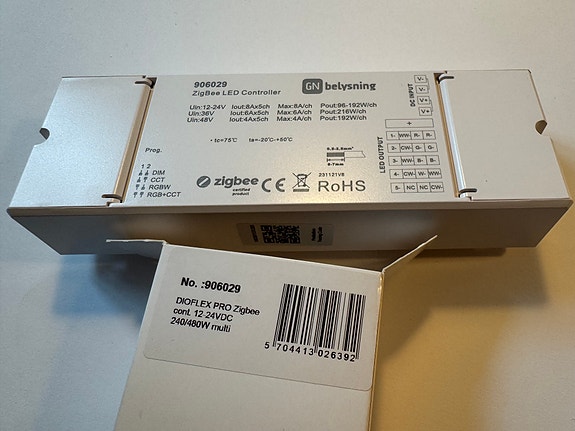 906029
ZigBee LED Controller
GN belysning
Uin:12-24V Iout:8Ax5ch Max:8A/ch Pout:96-192W/ch
Uin:36V Iout:6Ax5ch Max:6A/ch Pout:216W/ch
Uin:48V Iout:4Ax5ch Max:4A/ch Pout:192W/ch
• tc=75°C ta=-20°C-+50°C
Prog.
1 2
DIM
CCT
RGBW
RGB+CCT
zigbee
certified
product
CE
RoHS
231121V8
DC INPUT
V-
V-
V+
V+
LED OUTPUT
+
1- WW- R- R-
2- CW- G- G-
3- WW- B- B-
4- CW- W- WW-
5- NC NC CW-
No. :906029
DIOFLEX PRO Zigbee
cont. 12-24VDC
240/480W multi
5 704413 026392